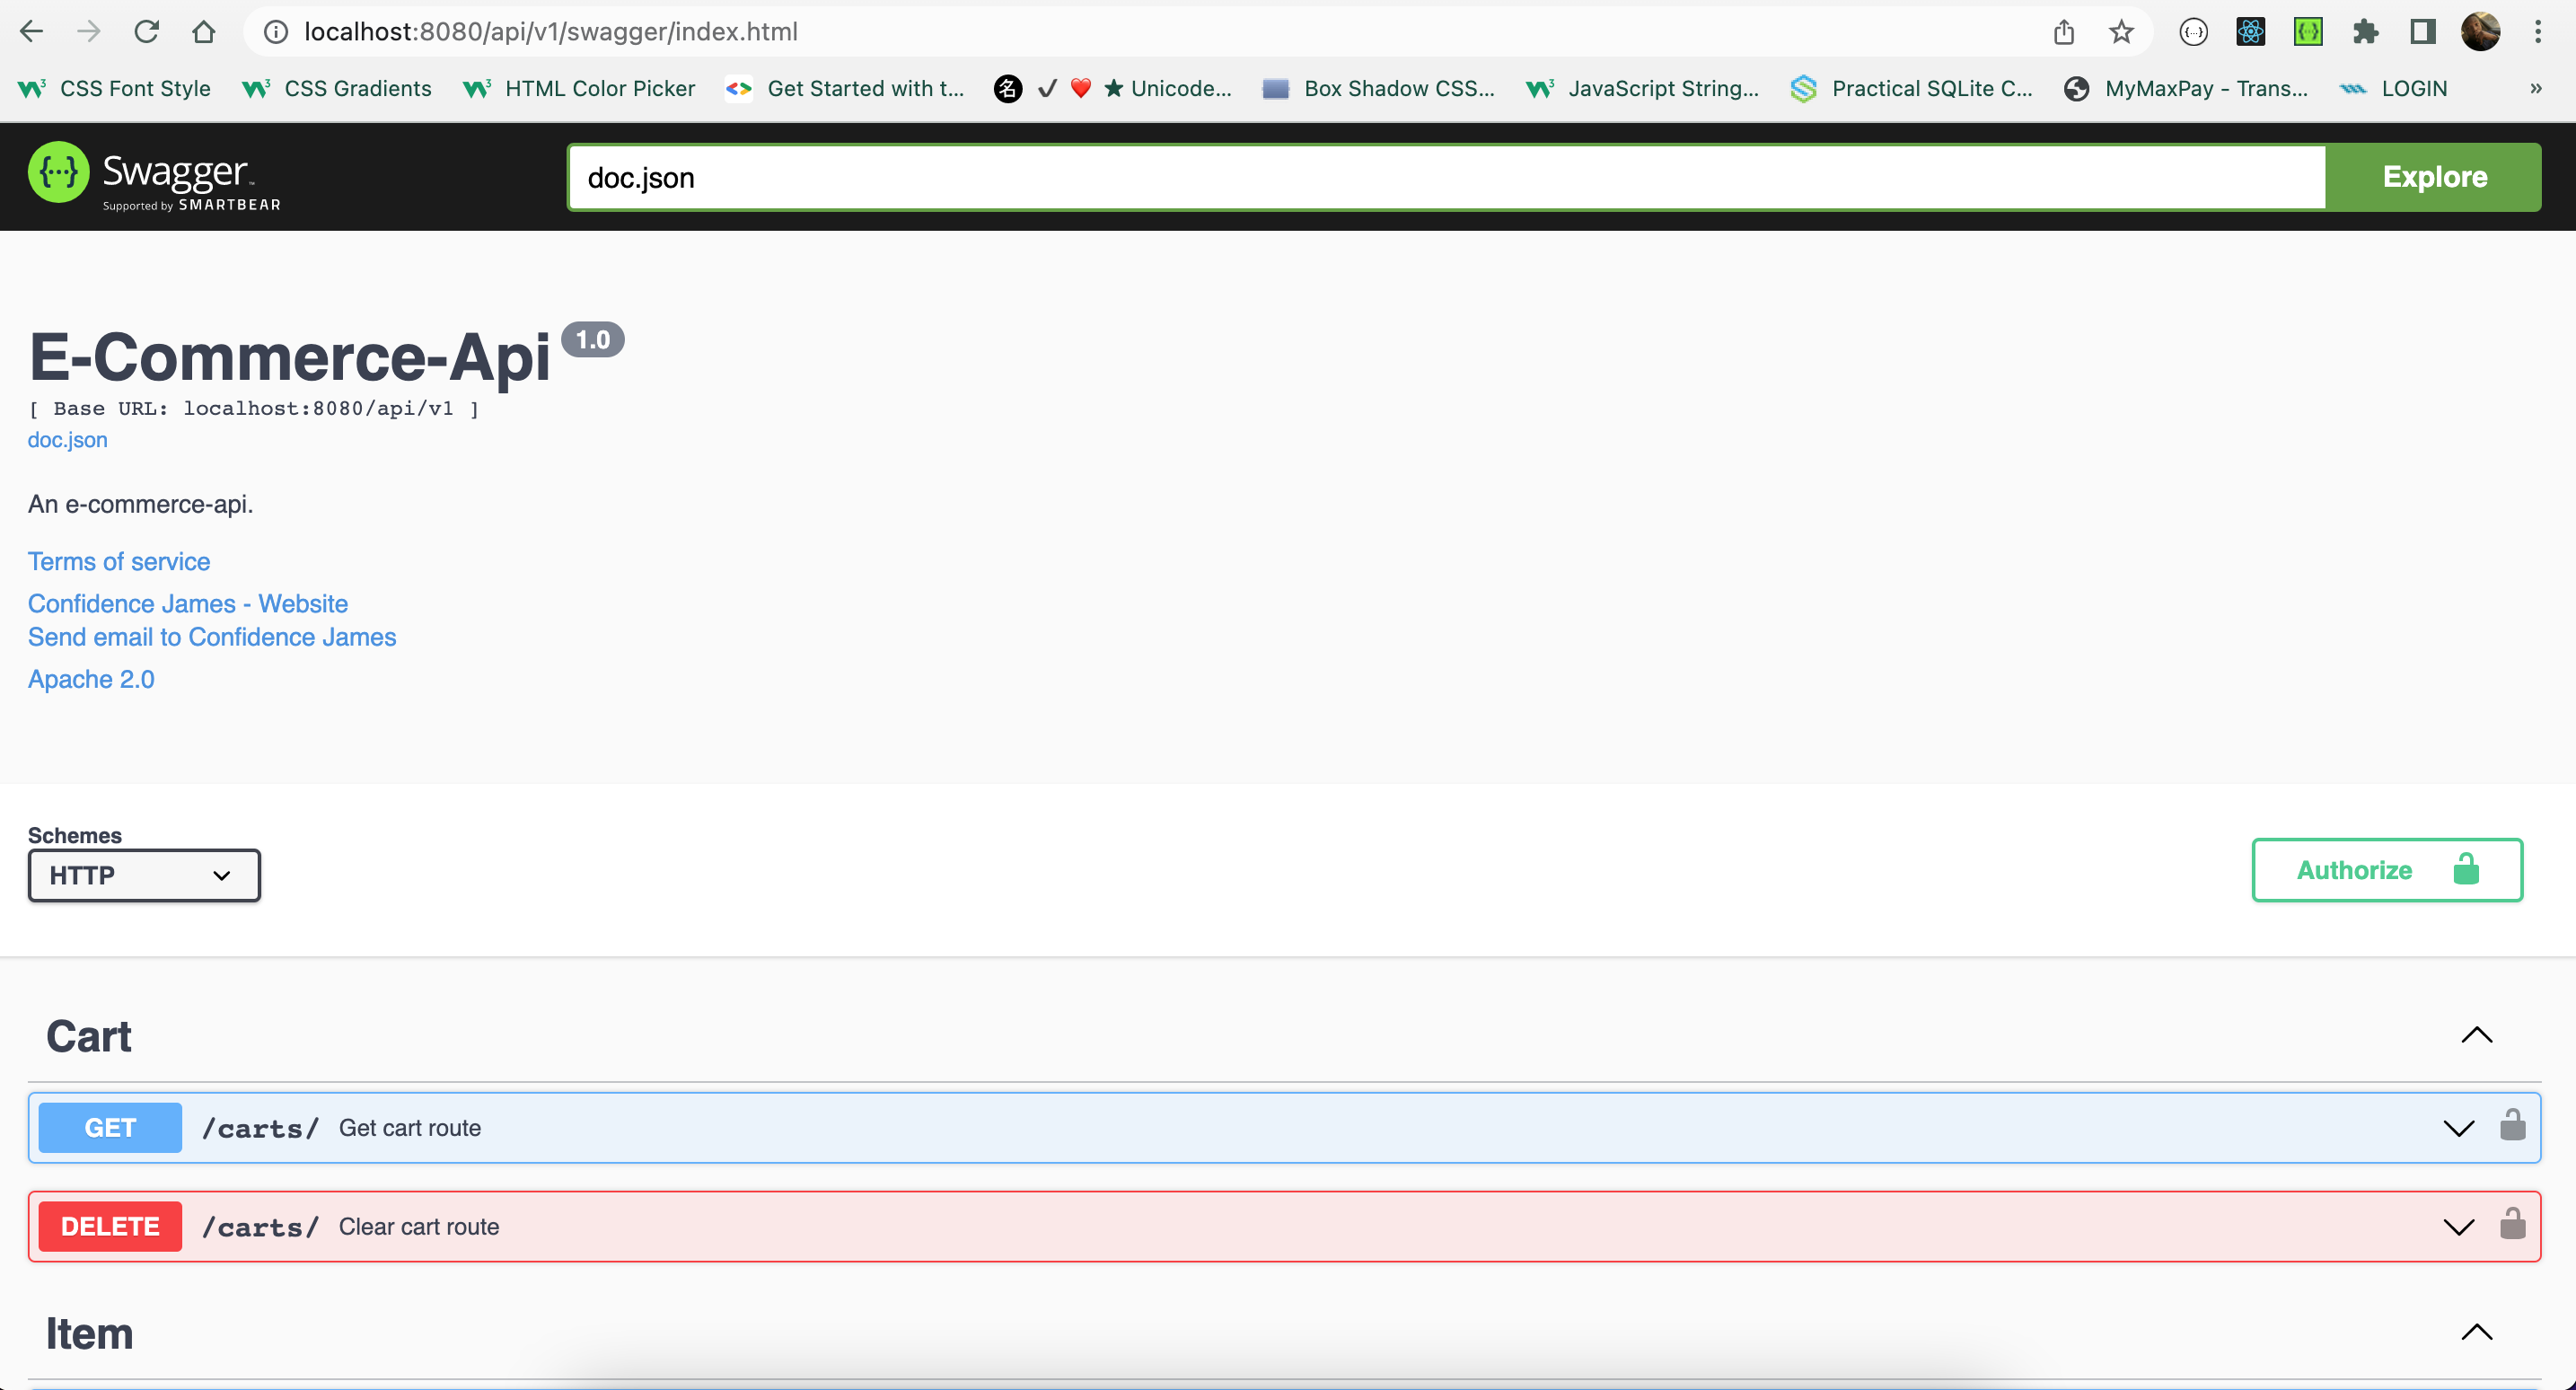 localhost:8080/api/v1/swagger/index.html
CSS Font Style CSS Gradients HTML Color Picker Get Started with t... 名 ✓ ❤️ ★ Unicode... Box Shadow CSS... JavaScript String... Practical SQLite C... MyMaxPay - Trans... LOGIN »
{···} Swagger™
Supported by SMARTBEAR
doc.json
Explore
E-Commerce-Api 1.0
[ Base URL: localhost:8080/api/v1 ]
doc.json
An e-commerce-api.
Terms of service
Confidence James - Website
Send email to Confidence James
Apache 2.0
Schemes
HTTP
Authorize
Cart
GET /carts/ Get cart route
DELETE /carts/ Clear cart route
Item